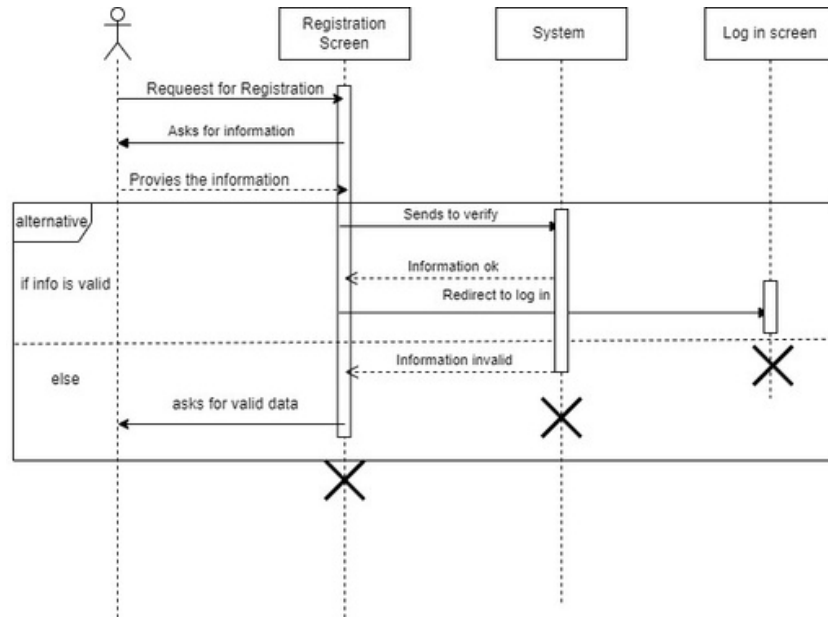 Registration
Screen
System
Log in screen
Requeest for Registration
Asks for information
Provies the information
alternative
Sends to verify
Information ok
if info is valid
Redirect to log in
Information invalid
else
asks for valid data